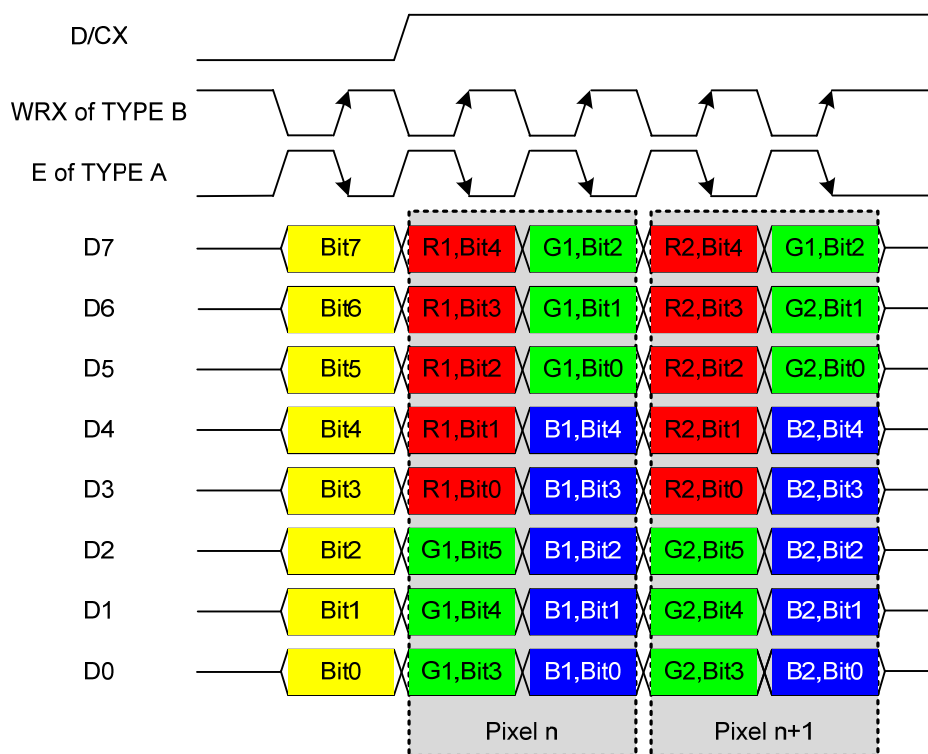 D/CX
WRX of TYPE B
E of TYPE A
D7 Bit7 R1,Bit4 G1,Bit2 R2,Bit4 G1,Bit2
D6 Bit6 R1,Bit3 G1,Bit1 R2,Bit3 G2,Bit1
D5 Bit5 R1,Bit2 G1,Bit0 R2,Bit2 G2,Bit0
D4 Bit4 R1,Bit1 B1,Bit4 R2,Bit1 B2,Bit4
D3 Bit3 R1,Bit0 B1,Bit3 R2,Bit0 B2,Bit3
D2 Bit2 G1,Bit5 B1,Bit2 G2,Bit5 B2,Bit2
D1 Bit1 G1,Bit4 B1,Bit1 G2,Bit4 B2,Bit1
D0 Bit0 G1,Bit3 B1,Bit0 G2,Bit3 B2,Bit0
Pixel n Pixel n+1